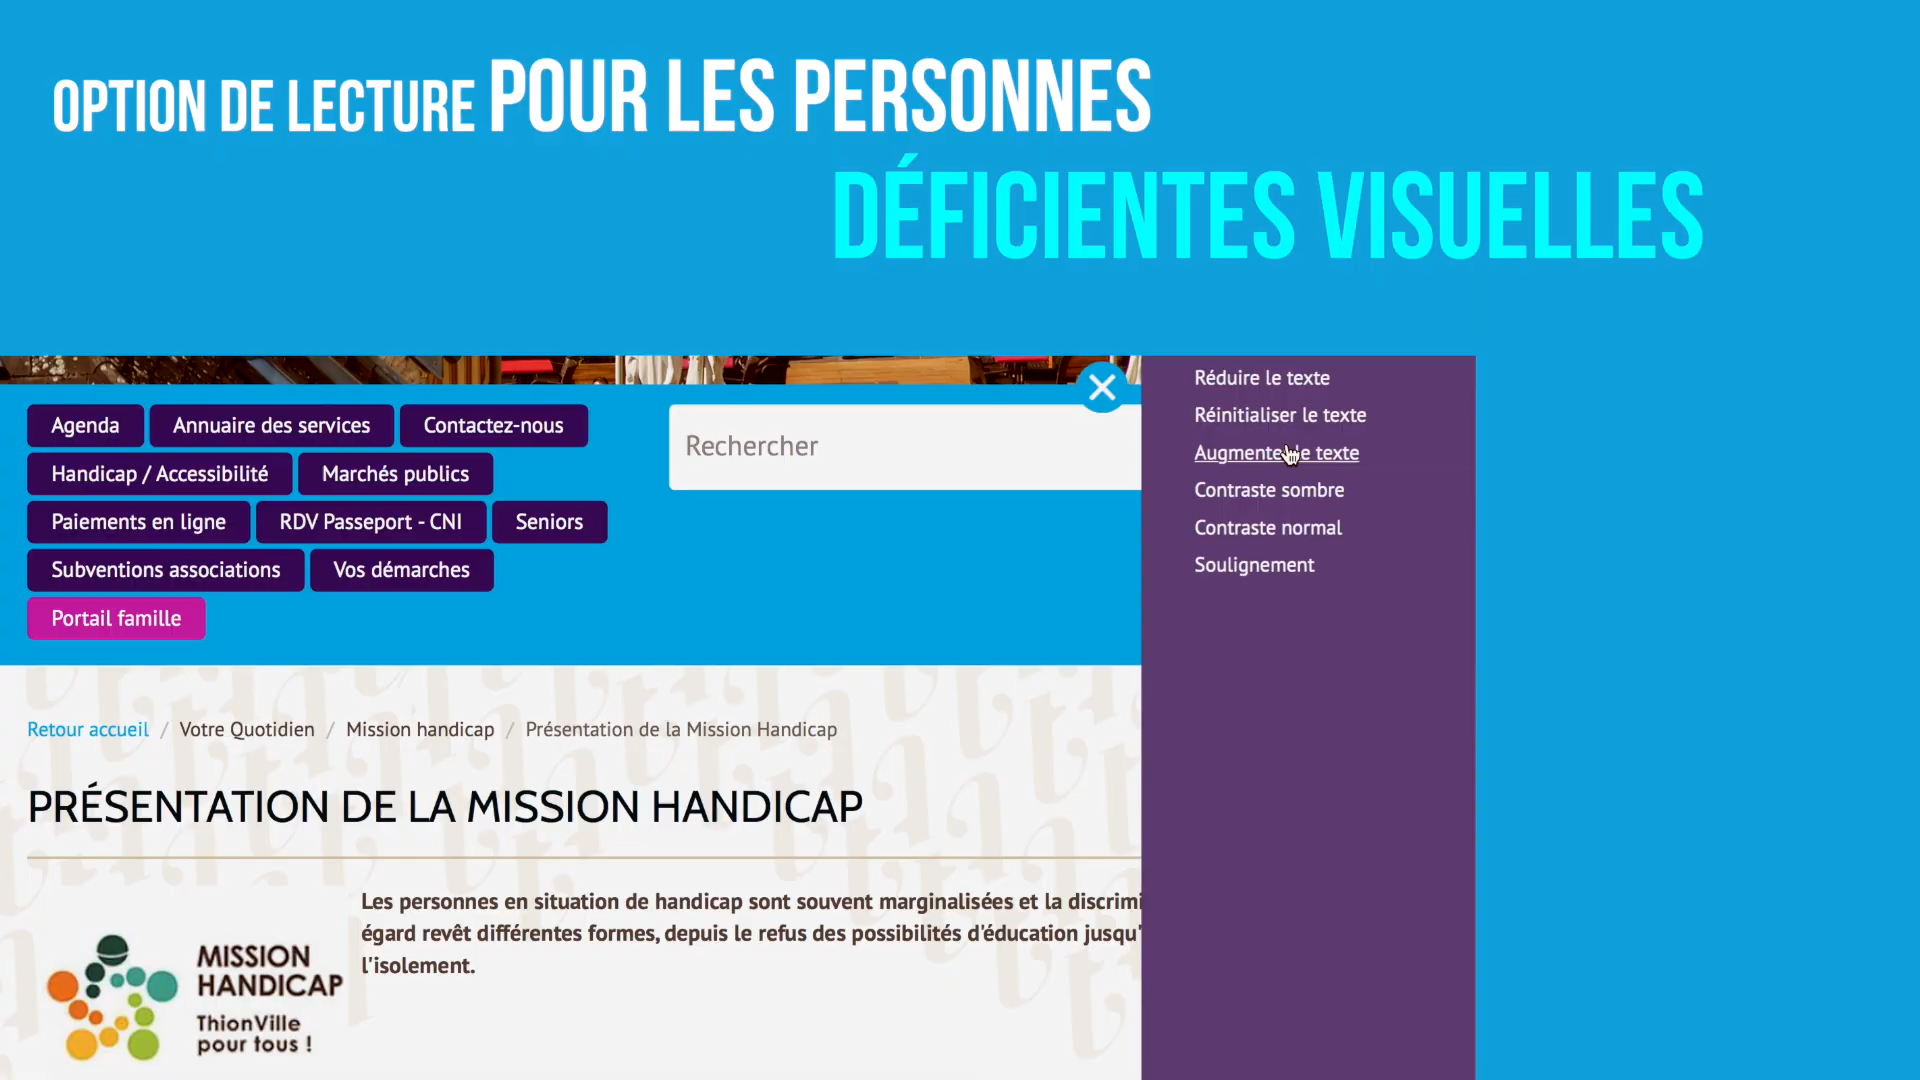 OPTION DE LECTURE POUR LES PERSONNES
DÉFICIENTES VISUELLES
Réduire le texte
Réinitialiser le texte
Augmenter le texte
Contraste sombre
Contraste normal
Soulignement
Agenda
Annuaire des services
Contactez-nous
Handicap / Accessibilité
Marchés publics
Paiements en ligne
RDV Passeport - CNI
Seniors
Subventions associations
Vos démarches
Portail famille
Rechercher
Retour accueil / Votre Quotidien / Mission handicap / Présentation de la Mission Handicap
PRÉSENTATION DE LA MISSION HANDICAP
Les personnes en situation de handicap sont souvent marginalisées et la discrimi
égard revêt différentes formes, depuis le refus des possibilités d'éducation jusqu'
l'isolement.
MISSION
HANDICAP
ThionVille
pour tous !